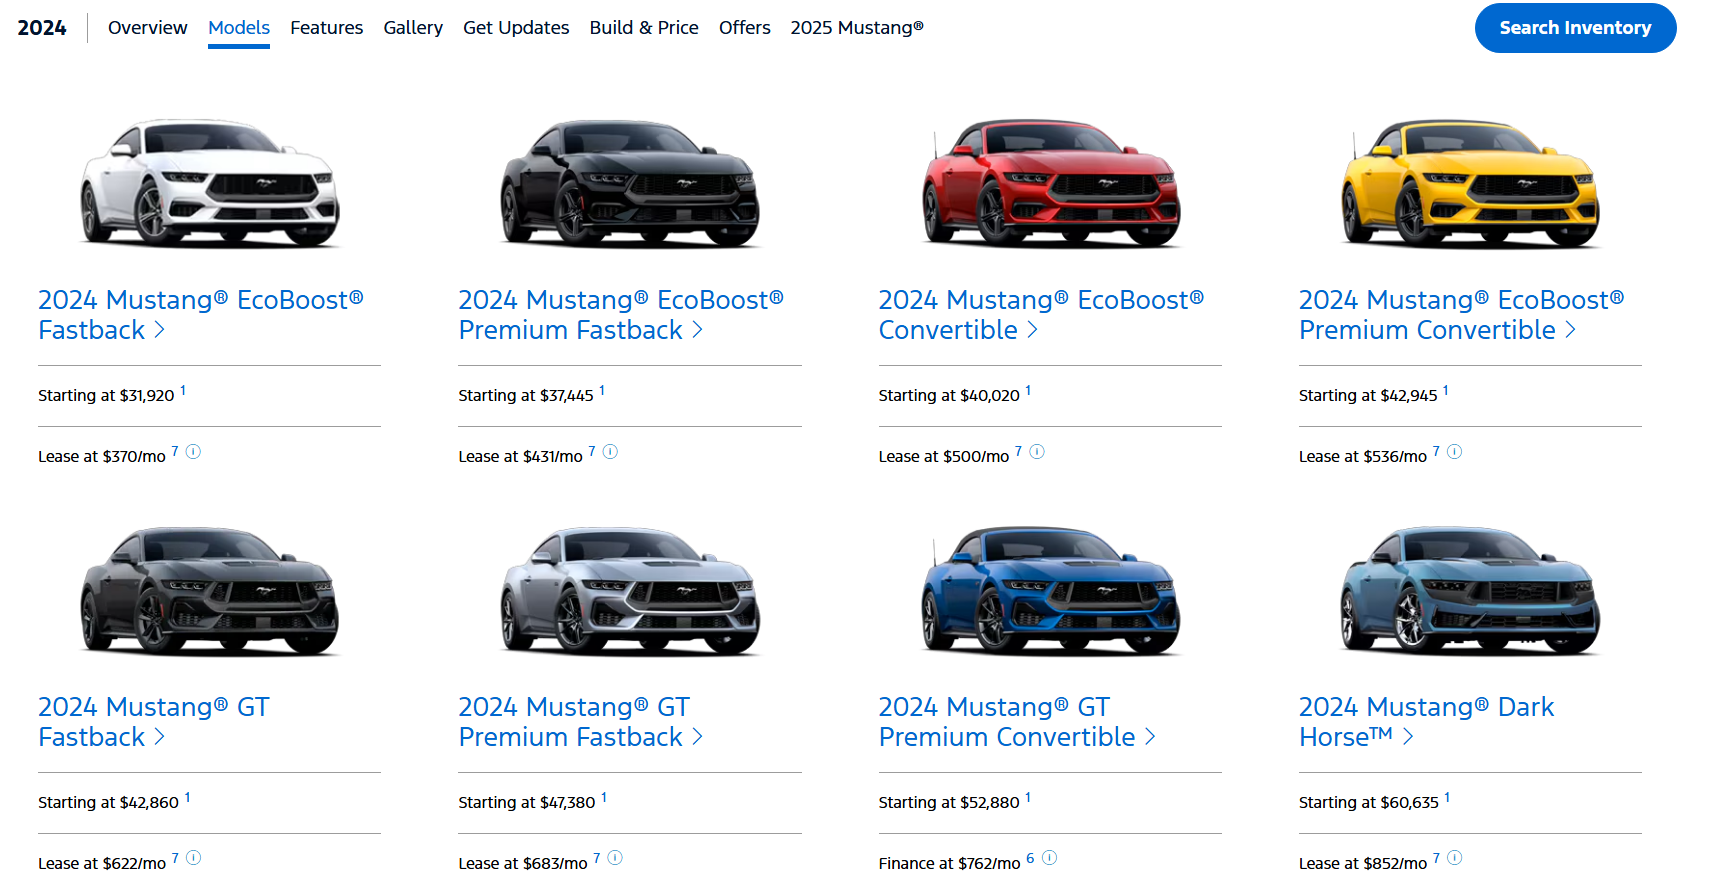 2024 Overview Models Features Gallery Get Updates Build & Price Offers 2025 Mustang® Search Inventory
2024 Mustang® EcoBoost®
Fastback
Starting at $31,920 1
Lease at $370/mo 7
2024 Mustang® EcoBoost®
Premium Fastback
Starting at $37,445 1
Lease at $431/mo 7
2024 Mustang® EcoBoost®
Convertible
Starting at $40,020 1
Lease at $500/mo 7
2024 Mustang® EcoBoost®
Premium Convertible
Starting at $42,945 1
Lease at $536/mo 7
2024 Mustang® GT
Fastback
Starting at $42,860 1
Lease at $622/mo 7
2024 Mustang® GT
Premium Fastback
Starting at $47,380 1
Lease at $683/mo 7
2024 Mustang® GT
Premium Convertible
Starting at $52,880 1
Finance at $762/mo 6
2024 Mustang® Dark
Horse™
Starting at $60,635 1
Lease at $852/mo 7